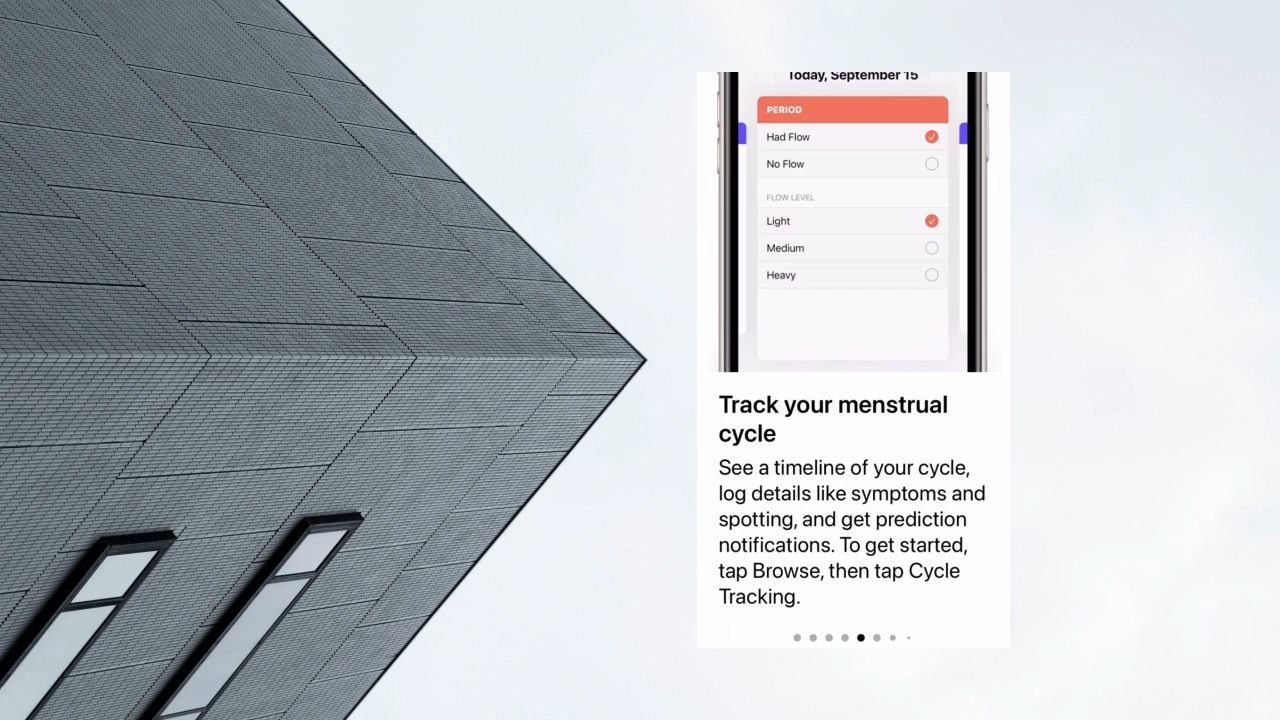 Today, September 15
PERIOD
Had Flow
No Flow
FLOW LEVEL
Light
Medium
Heavy
Track your menstrual
cycle
See a timeline of your cycle,
log details like symptoms and
spotting, and get prediction
notifications. To get started,
tap Browse, then tap Cycle
Tracking.